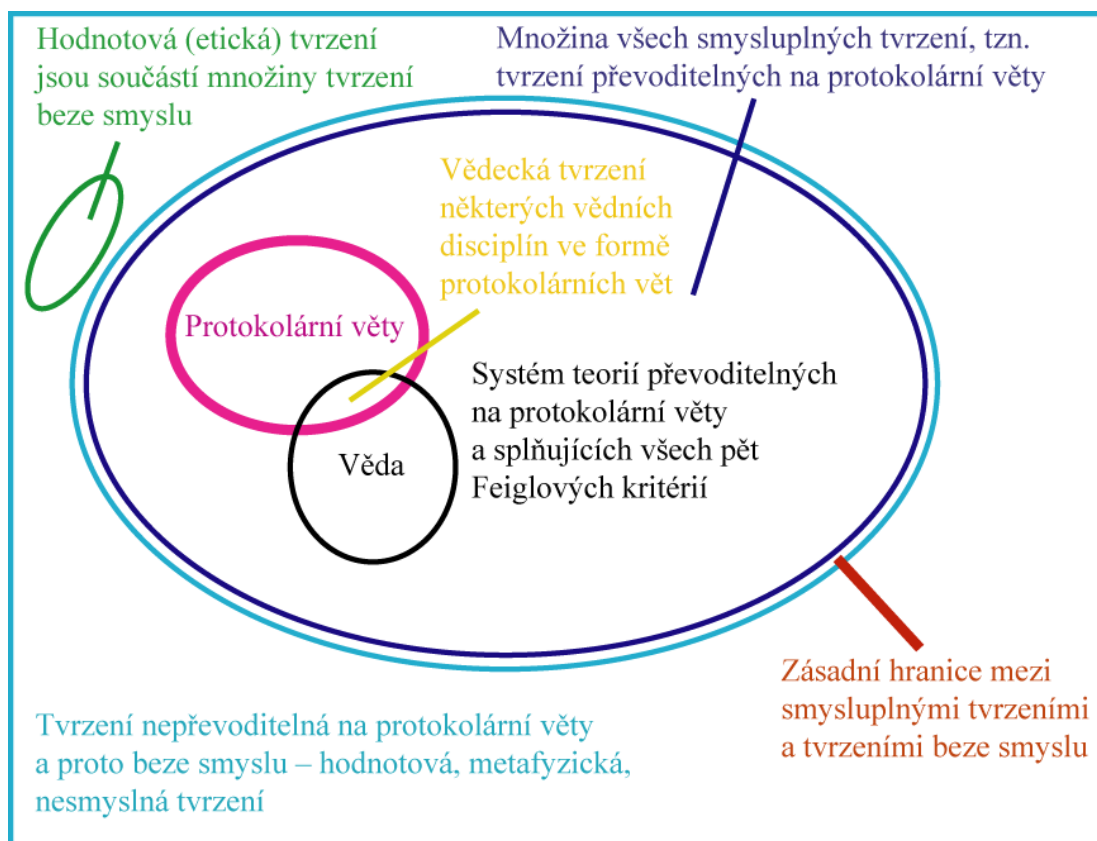 Hodnotová (etická) tvrzení
jsou součástí množiny tvrzení
beze smyslu
Množina všech smysluplných tvrzení, tzn.
tvrzení převoditelných na protokolární věty
Vědecká tvrzení
některých vědních
disciplín ve formě
protokolárních vět
Protokolární věty
Systém teorií převoditelných
na protokolární věty
a splňujících všech pět
Feiglových kritérií
Věda
Zásadní hranice mezi
smysluplnými tvrzeními
a tvrzeními beze smyslu
Tvrzení nepřevoditelná na protokolární věty
a proto beze smyslu – hodnotová, metafyzická,
nesmyslná tvrzení